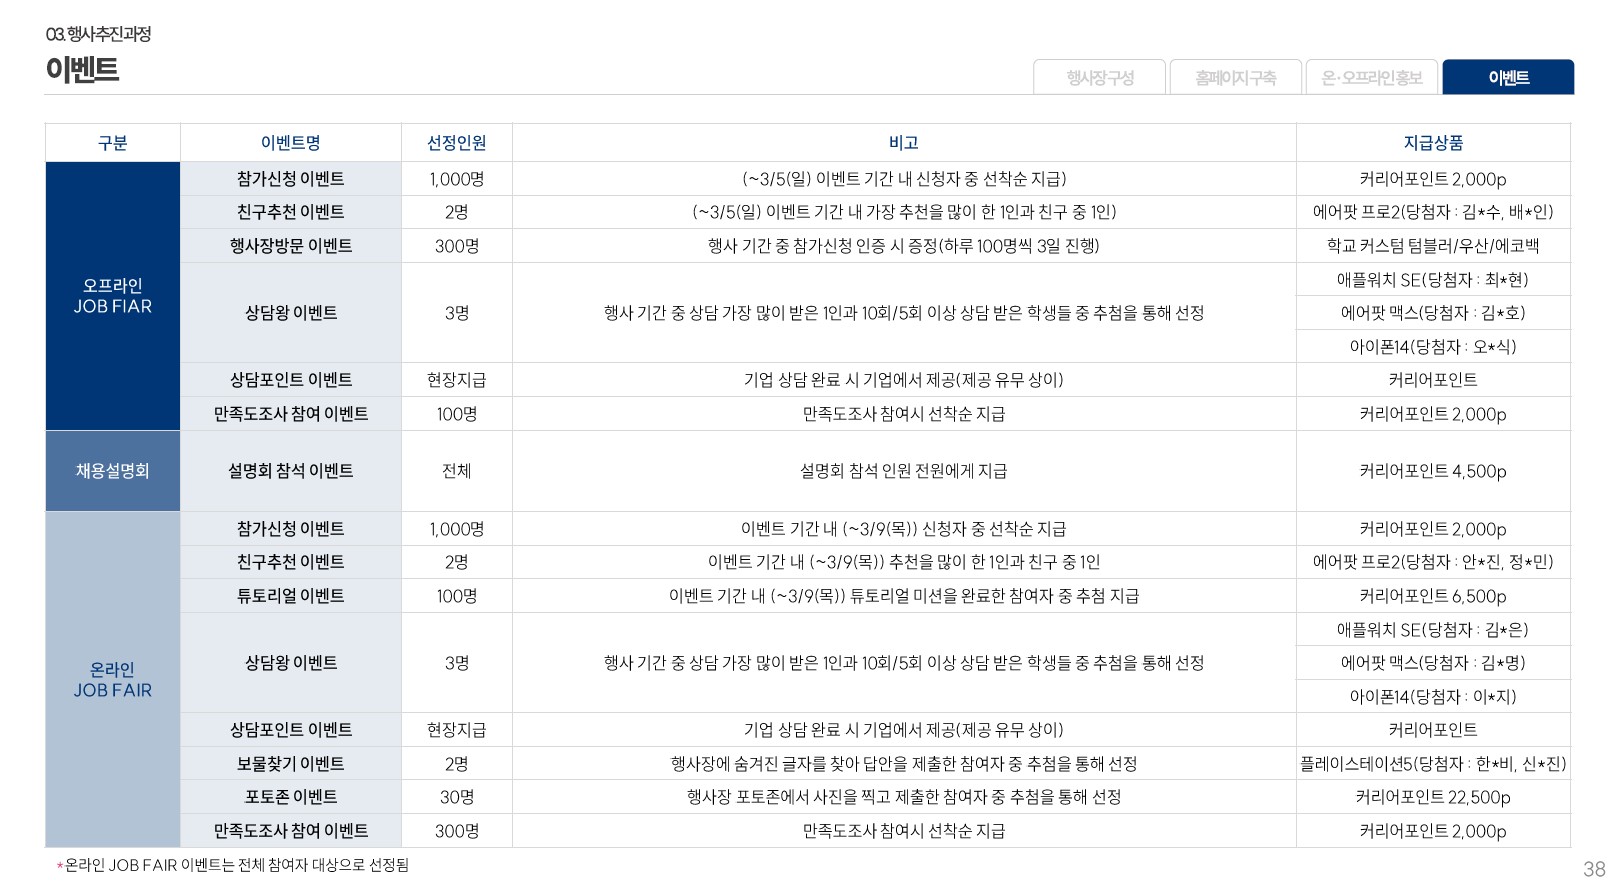 03.행사추진과정
이벤트
행사장구성 홈페이지구축 온·오프라인홍보 이벤트
구분 이벤트명 선정인원 비고 지급상품
오프라인
JOB FIAR
참가신청 이벤트 1,000명 (~3/5(일) 이벤트 기간 내 신청자 중 선착순 지급) 커리어포인트 2,000p
친구추천 이벤트 2명 (~3/5(일) 이벤트 기간 내 가장 추천을 많이 한 1인과 친구 중 1인) 에어팟 프로2(당첨자 : 김*수, 배*인)
행사장방문 이벤트 300명 행사 기간 중 참가신청 인증 시 증정(하루 100명씩 3일 진행) 학교 커스텀 텀블러/우산/에코백
상담왕 이벤트 3명 행사 기간 중 상담 가장 많이 받은 1인과 10회/5회 이상 상담 받은 학생들 중 추첨을 통해 선정
애플워치 SE(당첨자 : 최*현)
에어팟 맥스(당첨자 : 김*호)
아이폰14(당첨자 : 오*식)
상담포인트 이벤트 현장지급 기업 상담 완료 시 기업에서 제공(제공 유무 상이) 커리어포인트
만족도조사 참여 이벤트 100명 만족도조사 참여시 선착순 지급 커리어포인트 2,000p
채용설명회 설명회 참석 이벤트 전체 설명회 참석 인원 전원에게 지급 커리어포인트 4,500p
온라인
JOB FAIR
참가신청 이벤트 1,000명 이벤트 기간 내 (~3/9(목)) 신청자 중 선착순 지급 커리어포인트 2,000p
친구추천 이벤트 2명 이벤트 기간 내 (~3/9(목)) 추천을 많이 한 1인과 친구 중 1인 에어팟 프로2(당첨자 : 안*진, 정*민)
튜토리얼 이벤트 100명 이벤트 기간 내 (~3/9(목)) 튜토리얼 미션을 완료한 참여자 중 추첨 지급 커리어포인트 6,500p
상담왕 이벤트 3명 행사 기간 중 상담 가장 많이 받은 1인과 10회/5회 이상 상담 받은 학생들 중 추첨을 통해 선정
애플워치 SE(당첨자 : 김*은)
에어팟 맥스(당첨자 : 김*명)
아이폰14(당첨자 : 이*지)
상담포인트 이벤트 현장지급 기업 상담 완료 시 기업에서 제공(제공 유무 상이) 커리어포인트
보물찾기 이벤트 2명 행사장에 숨겨진 글자를 찾아 답안을 제출한 참여자 중 추첨을 통해 선정 플레이스테이션5(당첨자 : 한*비, 신*진)
포토존 이벤트 30명 행사장 포토존에서 사진을 찍고 제출한 참여자 중 추첨을 통해 선정 커리어포인트 22,500p
만족도조사 참여 이벤트 300명 만족도조사 참여시 선착순 지급 커리어포인트 2,000p
*온라인 JOB FAIR 이벤트는 전체 참여자 대상으로 선정됨
38